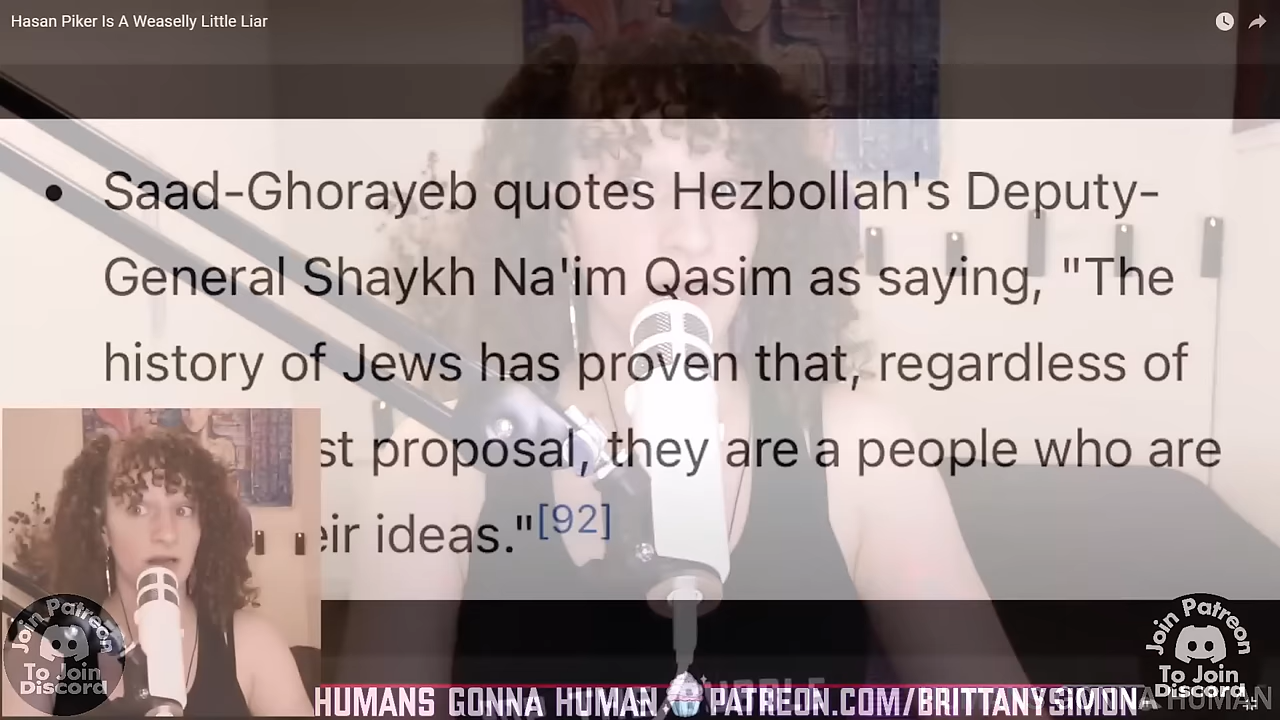 Hasan Piker Is A Weaselly Little Liar
• Saad-Ghorayeb quotes Hezbollah's Deputy-
General Shaykh Na'im Qasim as saying, "The
history of Jews has proven that, regardless of
st proposal, they are a people who are
eir ideas."[92]
Join Patreon
To Join
Discord
Join Patreon
To Join
Discord
HUMANS GONNA HUMAN PATREON.COM/BRITTANYSIMON